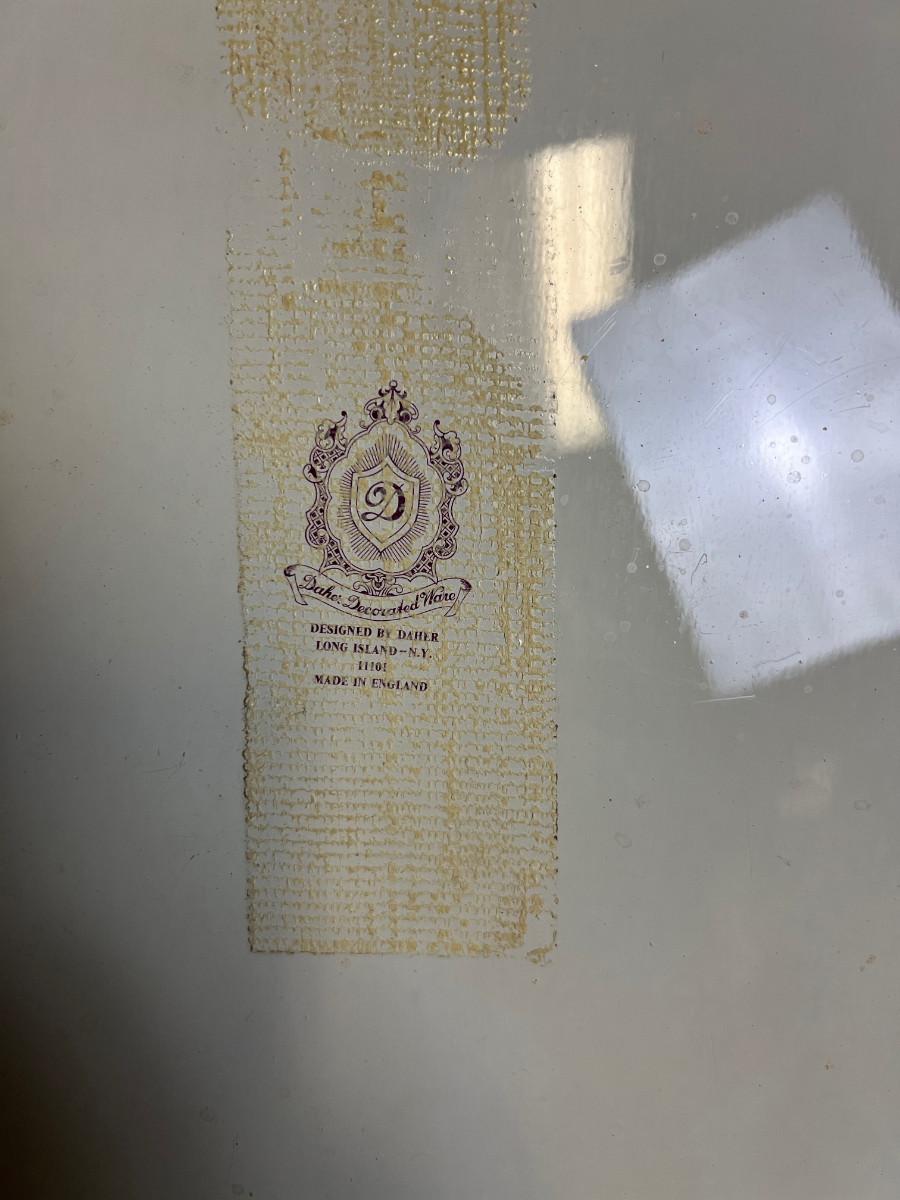 D
Daher Decorated Ware
DESIGNED BY DAHER
LONG ISLAND-N.Y.
11101
MADE IN ENGLAND